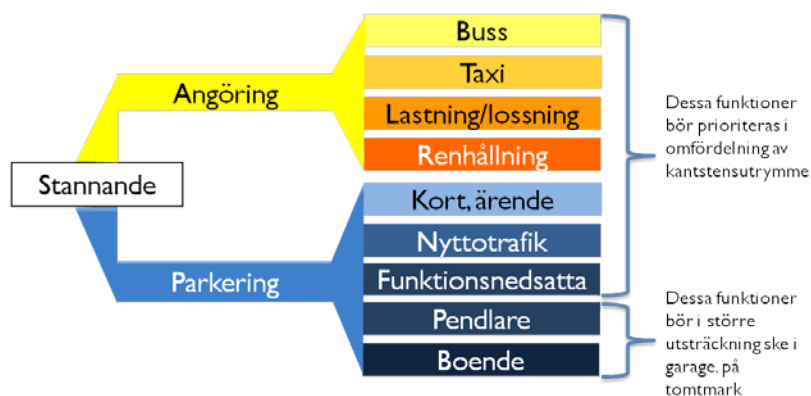 Stannande
Angöring
Parkering
Buss
Taxi
Lastning/lossning
Renhållning
Kort, ärende
Nyttotrafik
Funktionsnedsatta
Pendlare
Boende
Dessa funktioner
bör prioriteras i
omfördelning av
kantstensutrymme
Dessa funktioner
bör i större
utsträckning ske i
garage, på
tomtmark